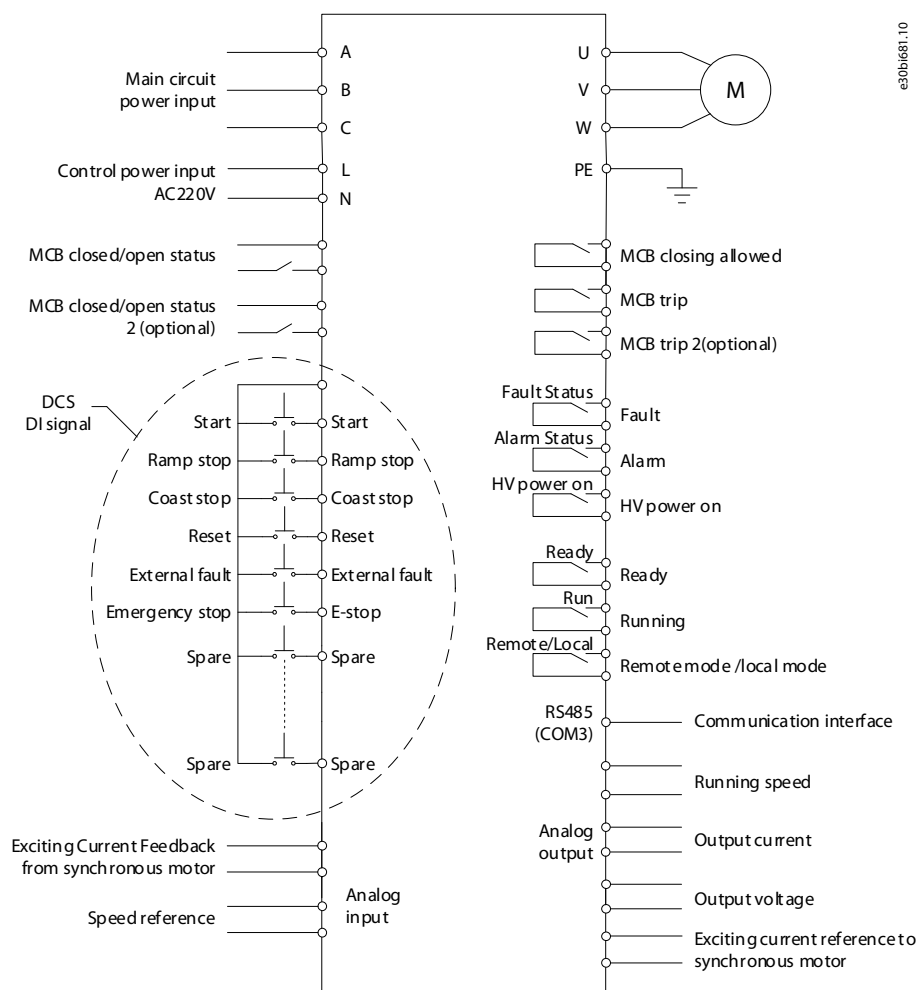 e30bi681.10
A
Main circuit
power input
B
C
Control power input
AC220V
L
N
MCB closed/open status
MCB closed/open status
2 (optional)
DCS
DI signal
Start
Start
Ramp stop
Ramp stop
Coast stop
Coast stop
Reset
Reset
External fault
External fault
Emergency stop
E-stop
Spare
Spare
Spare
Spare
Exciting Current Feedback
from synchronous motor
Speed reference
Analog
input
U
V
W
M
PE
MCB closing allowed
MCB trip
MCB trip 2(optional)
Fault Status
Fault
Alarm Status
Alarm
HV power on
HV power on
Ready
Ready
Run
Running
Remote/Local
Remote mode /local mode
RS485
(COM3)
Communication interface
Running speed
Analog
output
Output current
Output voltage
Exciting current reference to
synchronous motor